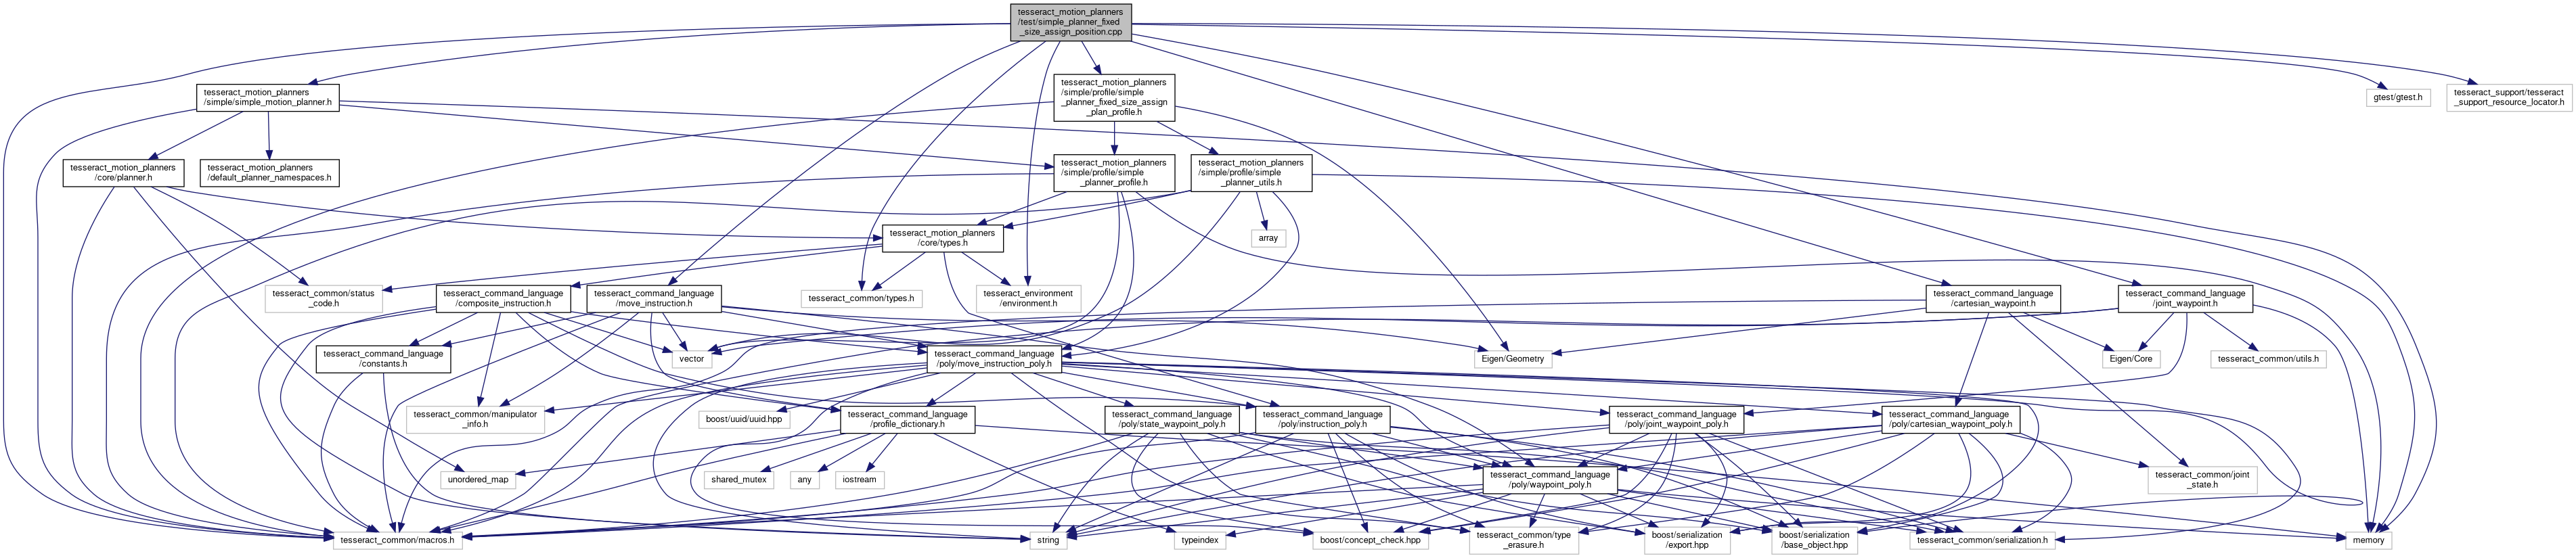 tesseract_motion_planners
/test/simple_planner_fixed
_size_assign_position.cpp
tesseract_motion_planners
/simple/simple_motion_planner.h
tesseract_motion_planners
/simple/profile/simple
_planner_fixed_size_assign
_plan_profile.h
gtest/gtest.h
tesseract_support/tesseract
_support_resource_locator.h
tesseract_motion_planners
/core/planner.h
tesseract_motion_planners
/default_planner_namespaces.h
tesseract_motion_planners
/simple/profile/simple
_planner_profile.h
tesseract_motion_planners
/simple/profile/simple
_planner_utils.h
tesseract_motion_planners
/core/types.h
array
tesseract_common/status
_code.h
tesseract_command_language
/composite_instruction.h
tesseract_command_language
/move_instruction.h
tesseract_common/types.h
tesseract_environment
/environment.h
tesseract_command_language
/cartesian_waypoint.h
tesseract_command_language
/joint_waypoint.h
tesseract_command_language
/constants.h
vector
tesseract_command_language
/poly/move_instruction_poly.h
Eigen/Geometry
Eigen/Core
tesseract_common/utils.h
tesseract_common/manipulator
_info.h
boost/uuid/uuid.hpp
tesseract_command_language
/profile_dictionary.h
tesseract_command_language
/poly/state_waypoint_poly.h
tesseract_command_language
/poly/instruction_poly.h
tesseract_command_language
/poly/joint_waypoint_poly.h
tesseract_command_language
/poly/cartesian_waypoint_poly.h
unordered_map
shared_mutex
any
iostream
tesseract_command_language
/poly/waypoint_poly.h
tesseract_common/joint
_state.h
tesseract_common/macros.h
string
typeindex
boost/concept_check.hpp
tesseract_common/type
_erasure.h
boost/serialization
/export.hpp
boost/serialization
/base_object.hpp
tesseract_common/serialization.h
memory